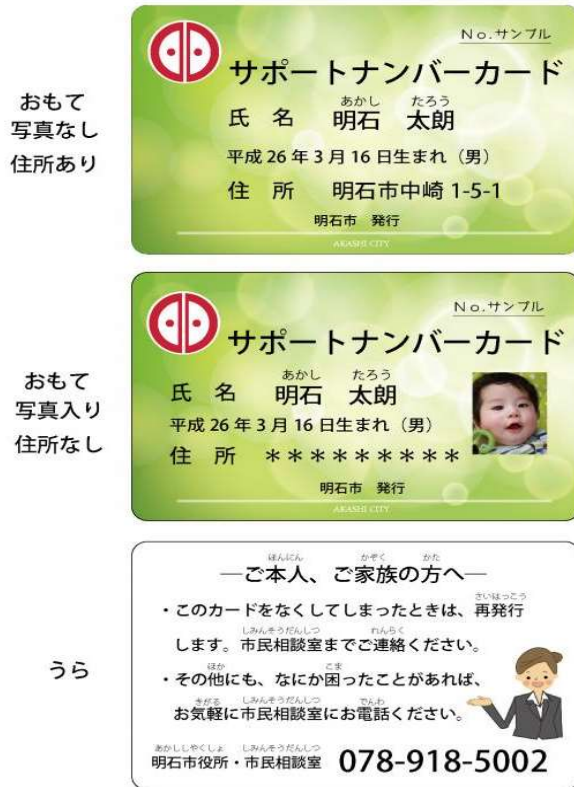 おもて
写真なし
住所あり
No.サンプル
サポートナンバーカード
あかし たろう
氏 名 明石 太朗
平成 26 年 3 月 16 日生まれ（男）
住 所 明石市中崎 1-5-1
明石市 発行
AKASHI CITY
おもて
写真入り
住所なし
No.サンプル
サポートナンバーカード
あかし たろう
氏 名 明石 太朗
平成 26 年 3 月 16 日生まれ（男）
住 所 ＊＊＊＊＊＊＊＊＊
明石市 発行
AKASHI CITY
うら
ほんにん かぞく かた
―ご本人、ご家族の方へ―
さいはっこう
・このカードをなくしてしまったときは、再発行
しみんそうだんしつ れんらく
します。市民相談室までご連絡ください。
ほか こま
・その他にも、なにか困ったことがあれば、
きがる しみんそうだんしつ でんわ
お気軽に市民相談室にお電話ください。
あかししやくしょ しみんそうだんしつ
明石市役所・市民相談室 078-918-5002